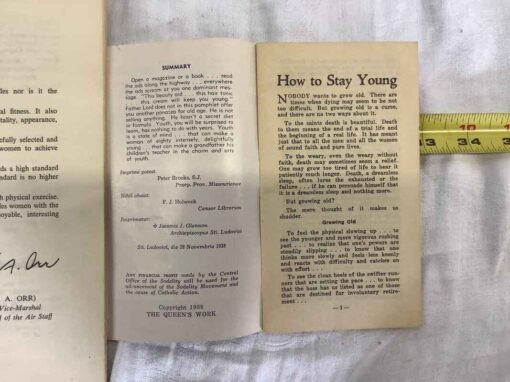 les nor is it the
al fitness. It also
tality, appearance,
efully selected and
women to achieve
ds a high standard
ndard is no higher
h physical exercise.
les women with the
oyable, interesting
A. Orr
A. ORR)
Vice-Marshal
of the Air Staff
SUMMARY
Open a magazine or a book . . . read
the ads along the highway . . . everywhere
the ads scream at you one dominant mes-
sage. "This beauty aid . . . this hair tonic
. . . this cream will keep you young."
Father Lord does not in this pamphlet offer
you another panacea for old age. He is not
selling anything. He hasn't a secret diet
or formula. Youth, you will be surprised to
learn, has nothing to do with years. Youth
is a state of mind . . . that can make a
woman of eighty extremely, delightfully
young . . . that can make a grandfather his
children's teacher in the charm and arts
of youth.
Imprimi potest:
Peter Brooks, S.J.
Praep. Prov. Missourianae
Nihil obstat:
F. J. Holweck
Censor Librorum
Imprimatur:
✠ Joannes J. Glennon
Archiepiscopus Sti. Ludovici
Sti. Ludovici, die 28 Novembris 1938
ANY FINANCIAL PROFIT made by the Central
Office of the Sodality will be used for the
advancement of the Sodality Movement and
the cause of Catholic Action.
Copyright 1938
THE QUEEN'S WORK
How to Stay Young
NOBODY wants to grow old. There are
times when dying may seem to be not
too difficult. But growing old is a curse,
and there are no two ways about it.
To the saints death is beautiful. Death
to them means the end of a trial life and
the beginning of a real life. It has meant
just that to all the men and all the women
of sound faith and pure lives.
To the weary, even the weary without
faith, death may sometimes seem a relief.
One may grow too tired of life to hear it
patiently much longer. Death, a dreamless
sleep, often lures the exhausted or the
failure . . . if he can persuade himself that
it is a dreamless sleep and nothing more.
But growing old?
The mere thought of it makes us
shudder.
Growing Old
To feel the physical slowing up . . . to
see the younger and more vigorous rushing
past . . . to realize that one's powers are
steadily slipping . . . to know that one
thinks more slowly and feels less keenly
and reacts with difficulty and catches on
with effort . . .
To see the clean heels of the swifter run-
ners that are setting the pace . . . to know
the boss has us listed as one of those
that are destined for involuntary retire-
ment . . .
— 1 —
10